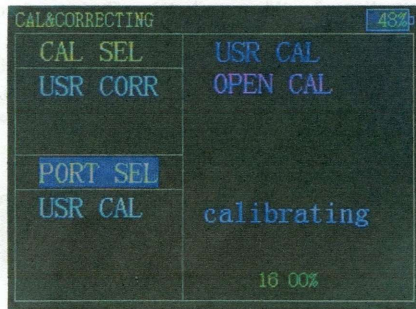 CAL&CORRECTING 48%
CAL SEL
USR CORR
PORT SEL
USR CAL
USR CAL
OPEN CAL
calibrating
16 00%